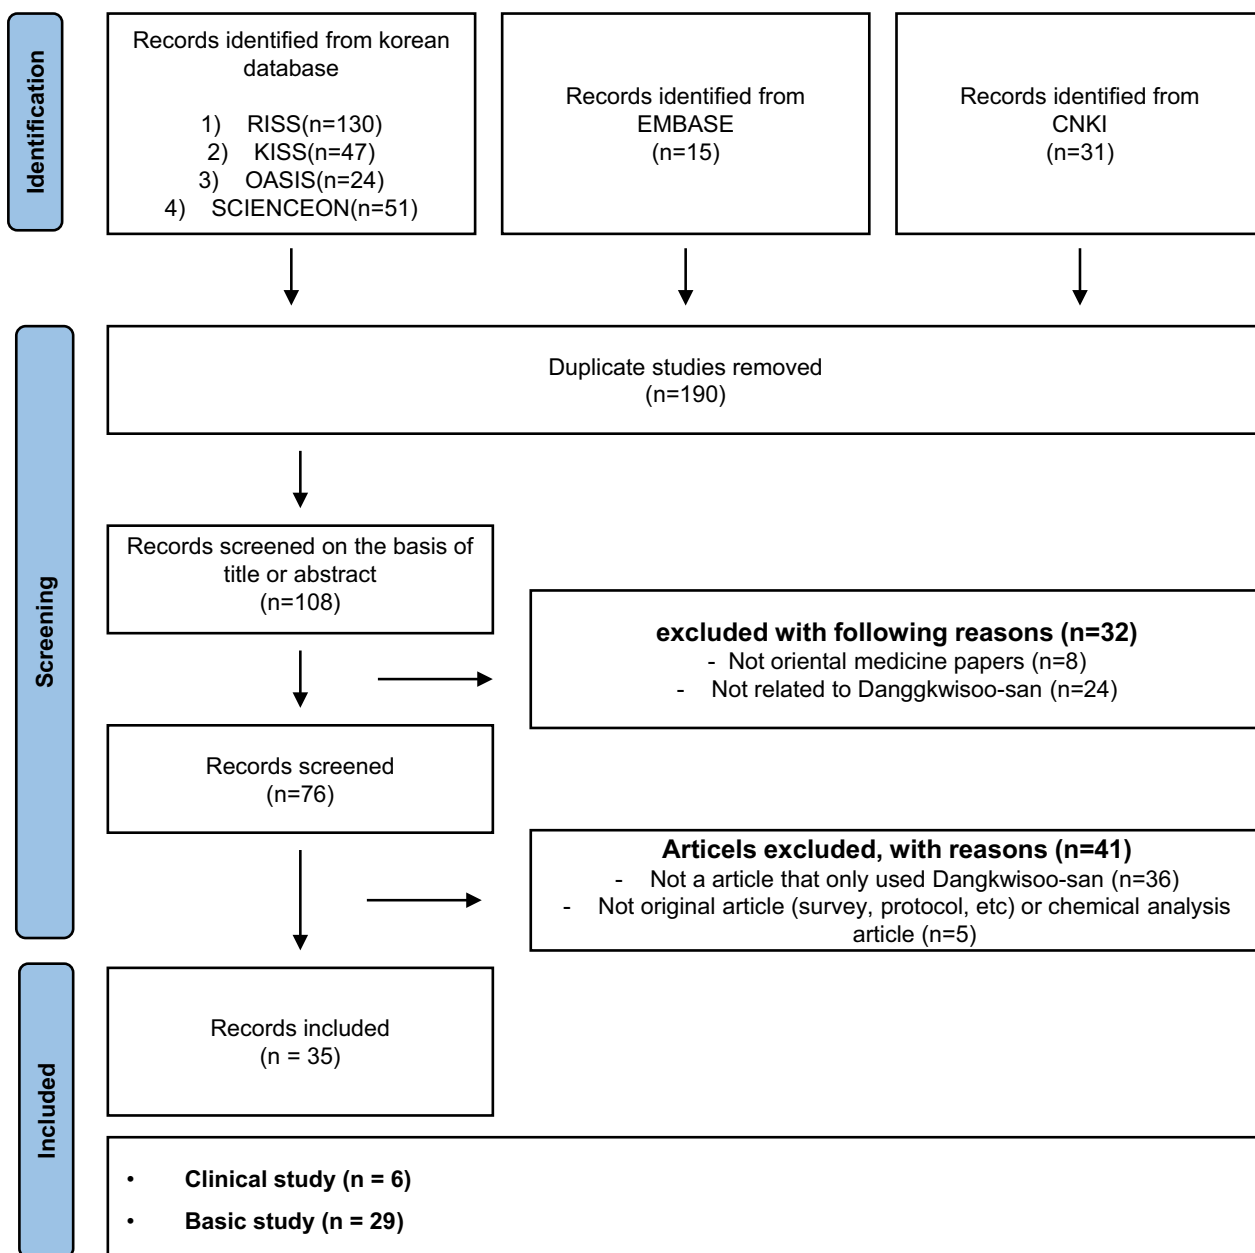 Identification
Records identified from korean
database
1) RISS(n=130)
2) KISS(n=47)
3) OASIS(n=24)
4) SCIENCEON(n=51)
Records identified from
EMBASE
(n=15)
Records identified from
CNKI
(n=31)
Screening
Duplicate studies removed
(n=190)
Records screened on the basis of
title or abstract
(n=108)
excluded with following reasons (n=32)
- Not oriental medicine papers (n=8)
- Not related to Danggkwisoo-san (n=24)
Records screened
(n=76)
Articels excluded, with reasons (n=41)
- Not a article that only used Dangkwisoo-san (n=36)
- Not original article (survey, protocol, etc) or chemical analysis
article (n=5)
Included
Records included
(n = 35)
• Clinical study (n = 6)
• Basic study (n = 29)